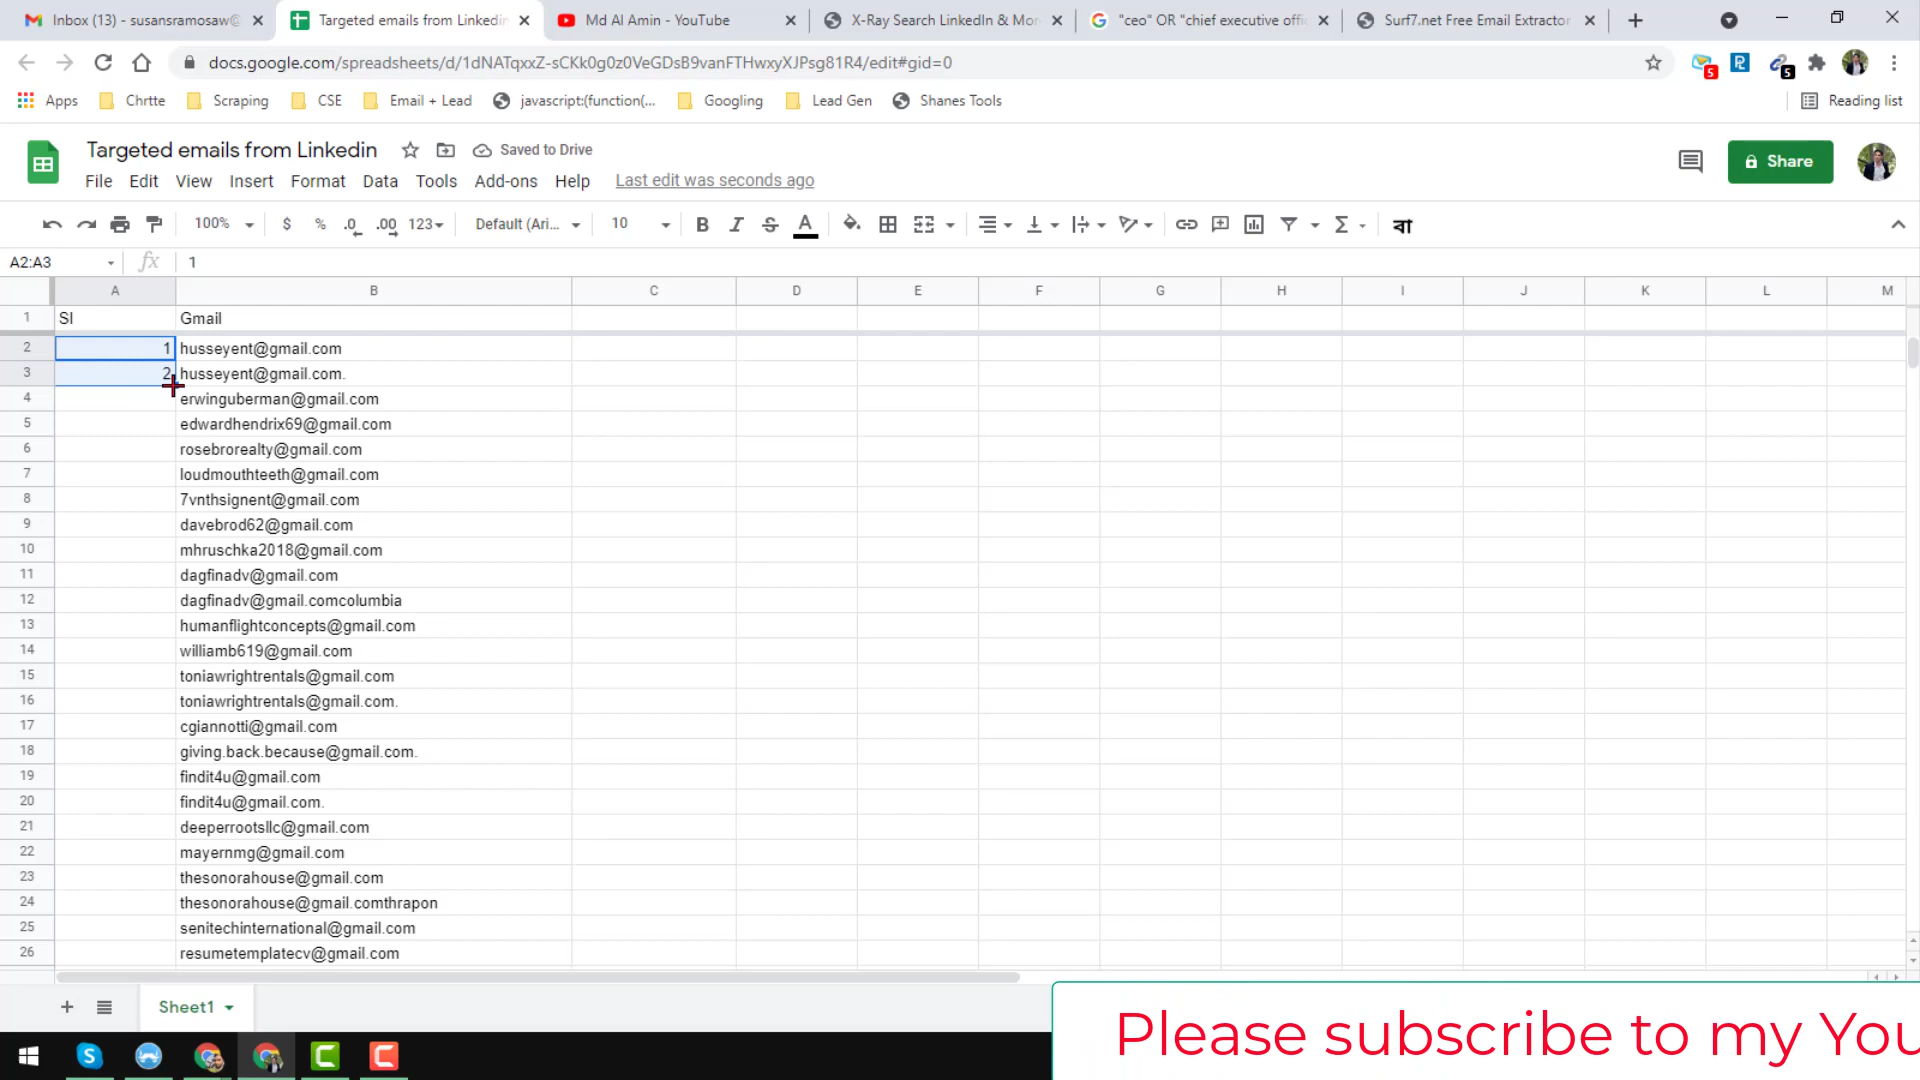 Inbox (13) - susansramosaw@
Targeted emails from Linkedin
Md Al Amin - YouTube
X-Ray Search LinkedIn & Mor
"ceo" OR "chief executive offi
Surf7.net Free Email Extractor
docs.google.com/spreadsheets/d/1dNATqxxZ-sCKk0g0z0VeGDsB9vanFTHwxyXJPsg81R4/edit#gid=0
5
5
Apps
Chrtte
Scraping
CSE
Email + Lead
javascript:(function(...
Googling
Lead Gen
Shanes Tools
Reading list
Targeted emails from Linkedin
Saved to Drive
Share
File Edit View Insert Format Data Tools Add-ons Help Last edit was seconds ago
100% $ % .0 .00 123 Default (Ari... 10 B I S A Σ বা
A2:A3 fx 1
A B C D E F G H I J K L M
1 SI Gmail
2 1 husseyent@gmail.com
3 2 husseyent@gmail.com.
4 erwinguberman@gmail.com
5 edwardhendrix69@gmail.com
6 rosebrorealty@gmail.com
7 loudmouthteeth@gmail.com
8 7vnthsignent@gmail.com
9 davebrod62@gmail.com
10 mhruschka2018@gmail.com
11 dagfinadv@gmail.com
12 dagfinadv@gmail.comcolumbia
13 humanflightconcepts@gmail.com
14 williamb619@gmail.com
15 toniawrightrentals@gmail.com
16 toniawrightrentals@gmail.com.
17 cgiannotti@gmail.com
18 giving.back.because@gmail.com.
19 findit4u@gmail.com
20 findit4u@gmail.com.
21 deeperrootsllc@gmail.com
22 mayernmg@gmail.com
23 thesonorahouse@gmail.com
24 thesonorahouse@gmail.comthrapon
25 senitechinternational@gmail.com
26 resumetemplatecv@gmail.com
Sheet1
Please subscribe to my You